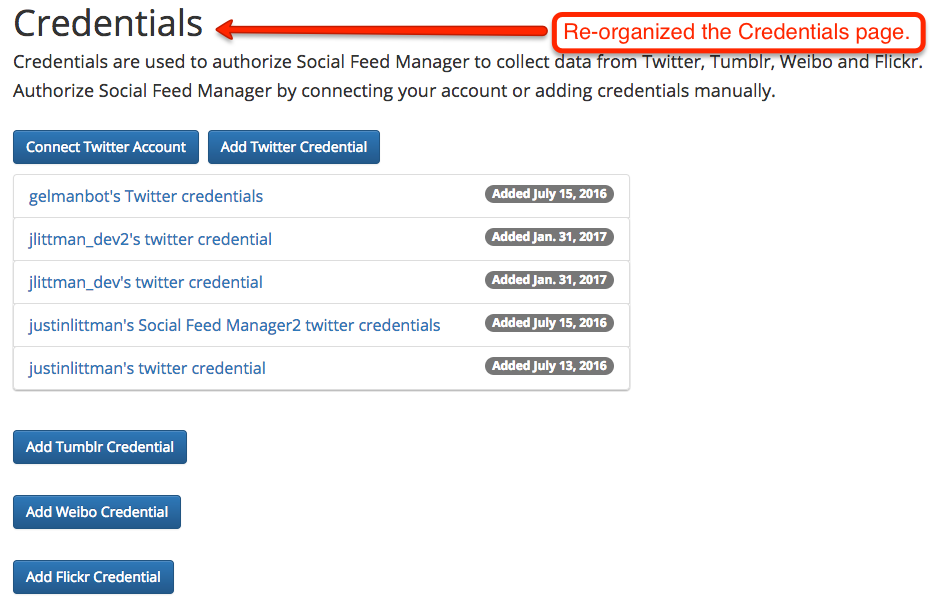 Credentials
Re-organized the Credentials page.
Credentials are used to authorize Social Feed Manager to collect data from Twitter, Tumblr, Weibo and Flickr.
Authorize Social Feed Manager by connecting your account or adding credentials manually.
Connect Twitter Account Add Twitter Credential
gelmanbot's Twitter credentials Added July 15, 2016
jlittman_dev2's twitter credential Added Jan. 31, 2017
jlittman_dev's twitter credential Added Jan. 31, 2017
justinlittman's Social Feed Manager2 twitter credentials Added July 15, 2016
justinlittman's twitter credential Added July 13, 2016
Add Tumblr Credential
Add Weibo Credential
Add Flickr Credential